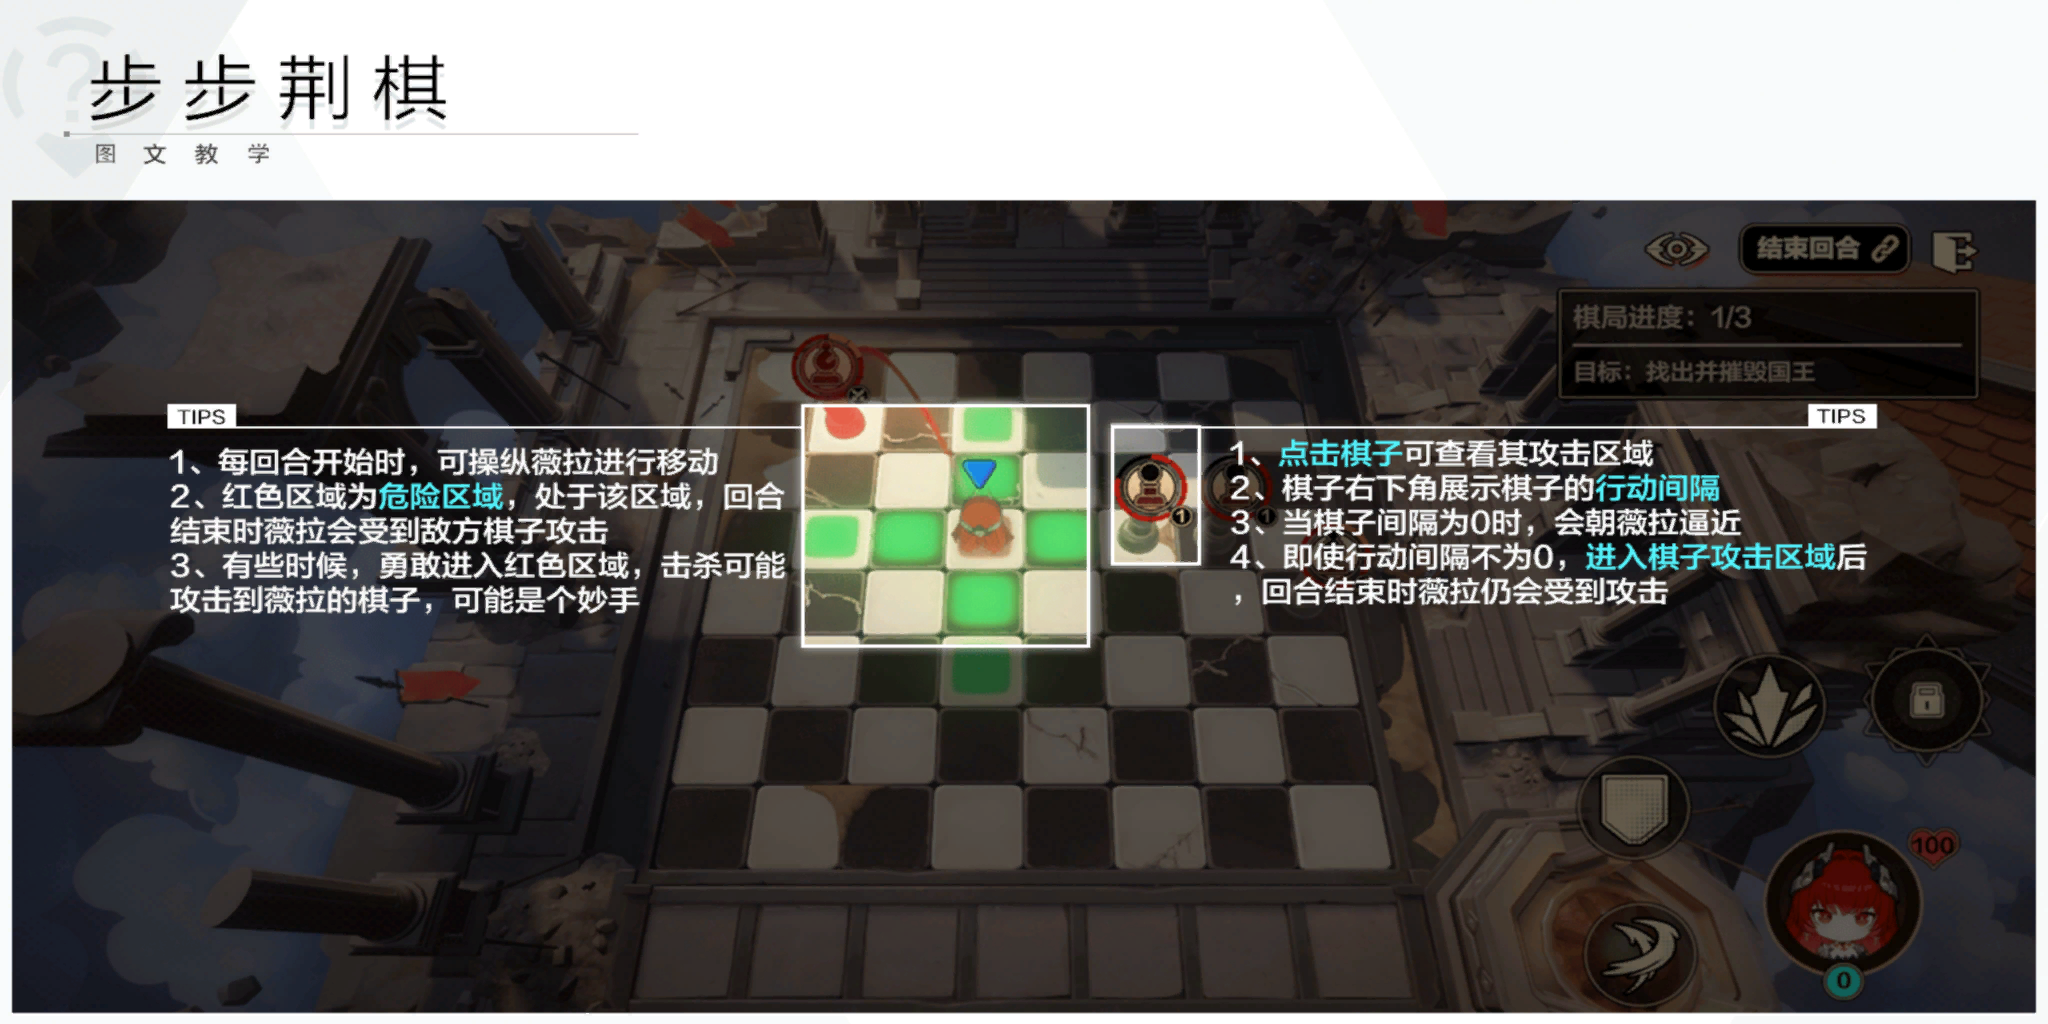 步步荆棋
图文教学
结束回合
棋局进度：1/3
目标：找出并摧毁国王
TIPS
1、每回合开始时，可操纵薇拉进行移动
2、红色区域为危险区域，处于该区域，回合
结束时薇拉会受到敌方棋子攻击
3、有些时候，勇敢进入红色区域，击杀可能
攻击到薇拉的棋子，可能是个妙手
TIPS
1、点击棋子可查看其攻击区域
2、棋子右下角展示棋子的行动间隔
3、当棋子间隔为0时，会朝薇拉逼近
4、即使行动间隔不为0，进入棋子攻击区域后
，回合结束时薇拉仍会受到攻击
1
1
100
0